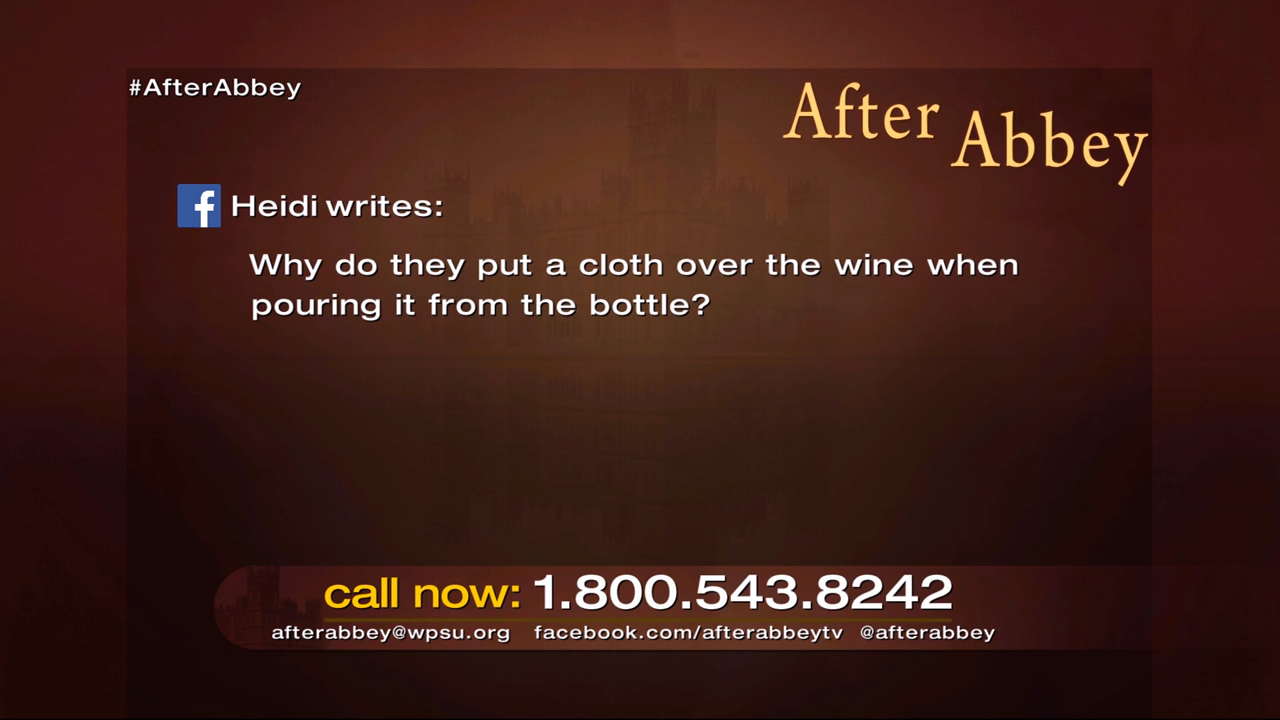 #AfterAbbey
After Abbey
Heidi writes:
Why do they put a cloth over the wine when
pouring it from the bottle?
call now: 1.800.543.8242
afterabbey@wpsu.org facebook.com/afterabbeytv @afterabbey